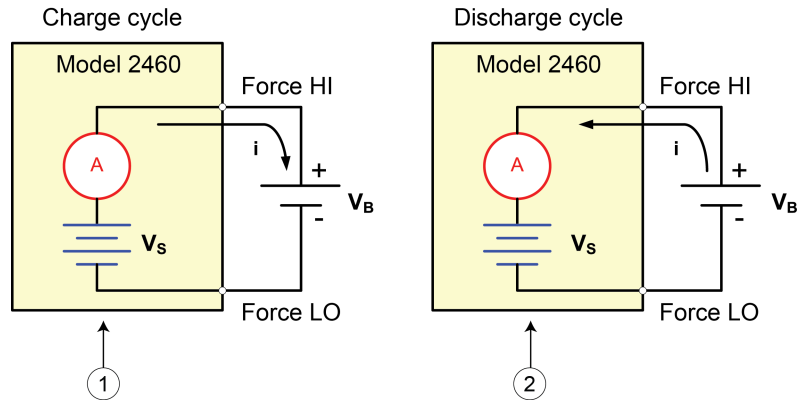 Charge cycle
Model 2460
Force HI
A
i
+
-
VB
VS
Force LO
1
Discharge cycle
Model 2460
Force HI
A
i
+
-
VB
VS
Force LO
2